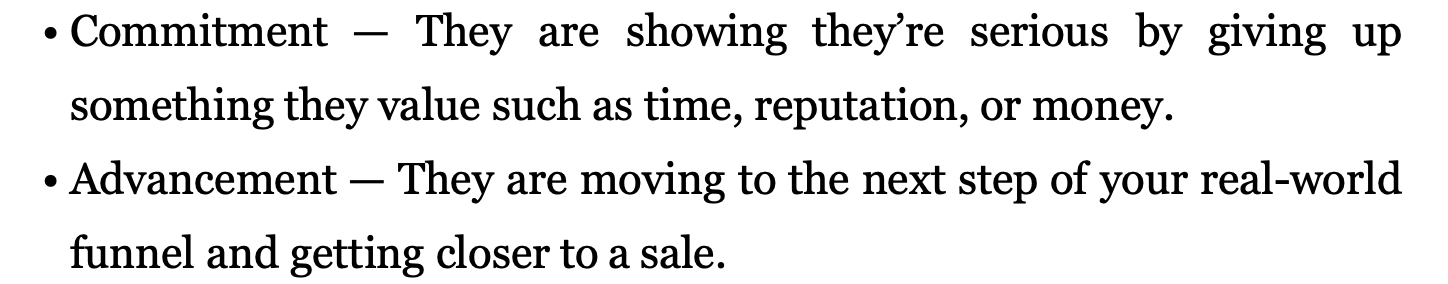 • Commitment — They are showing they’re serious by giving up
something they value such as time, reputation, or money.
• Advancement — They are moving to the next step of your real-world
funnel and getting closer to a sale.